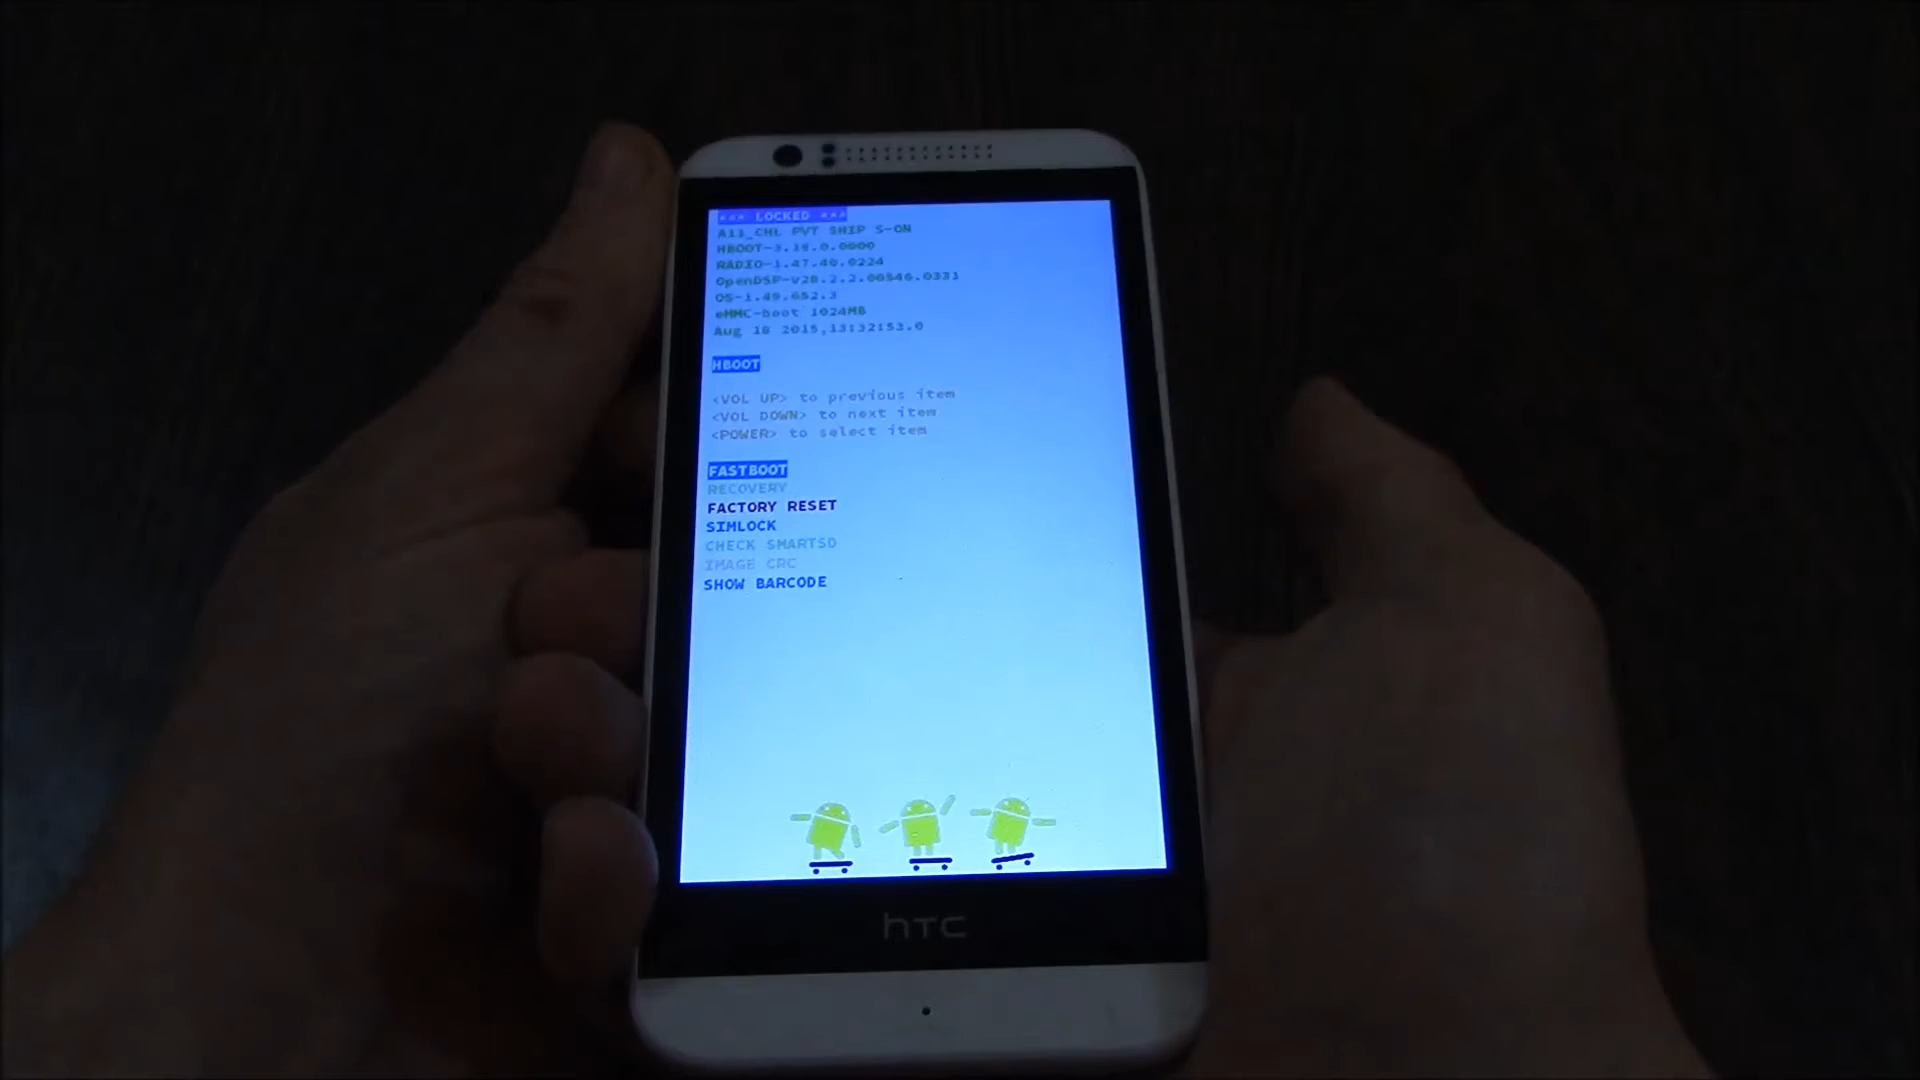 *** LOCKED ***
A11_CHL PVT SHIP S-ON
HBOOT-3.19.0.0000
RADIO-1.47.40.0224
OpenDSP-v28.2.2.00546.0331
OS-1.49.652.3
eMMC-boot 1024MB
Aug 18 2015,13:32:53.0
HBOOT
<VOL UP> to previous item
<VOL DOWN> to next item
<POWER> to select item
FASTBOOT
RECOVERY
FACTORY RESET
SIMLOCK
CHECK SMARTSD
IMAGE CRC
SHOW BARCODE
hTC